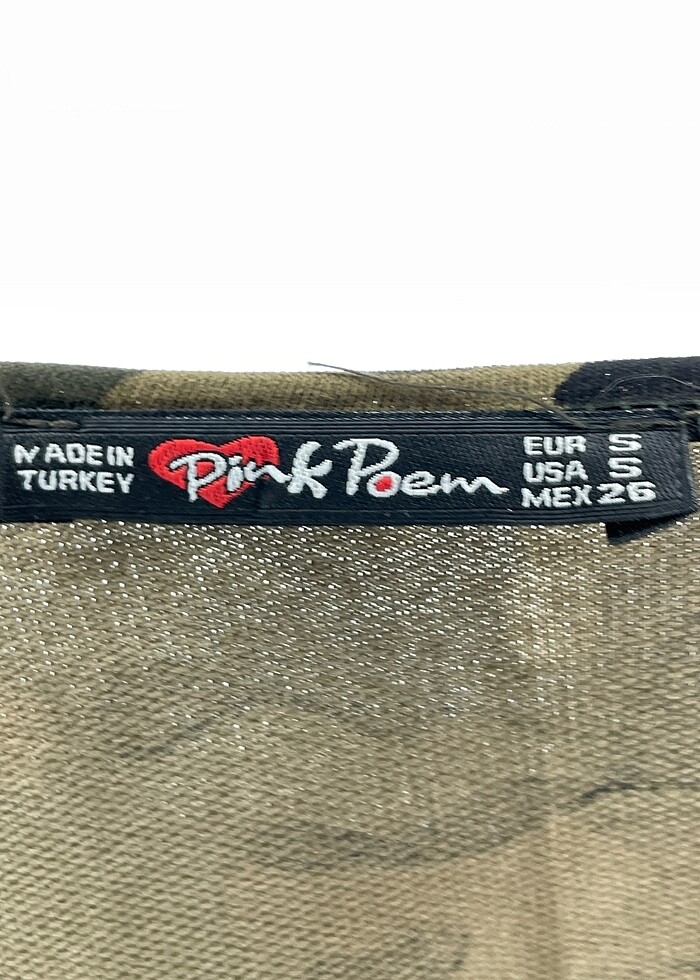 MADE IN
TURKEY
Pink Poem
EUR S
USA S
MEX 26